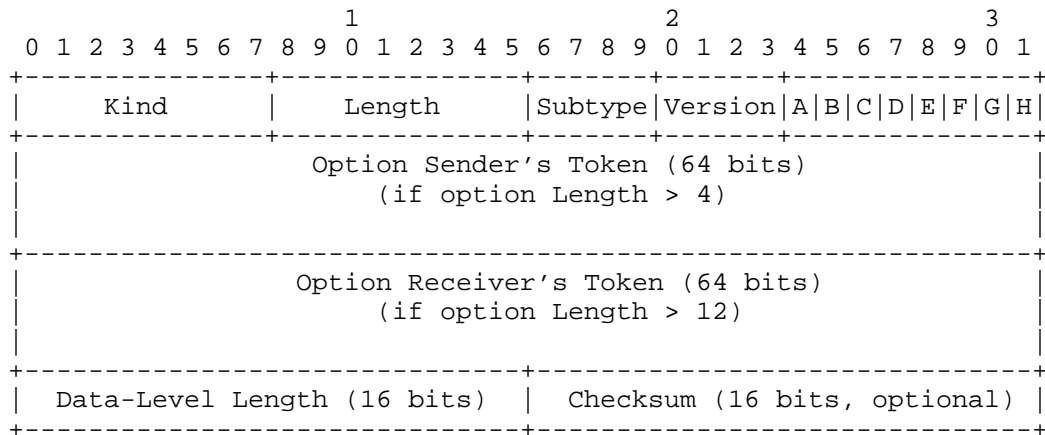 1                   2                   3
 0 1 2 3 4 5 6 7 8 9 0 1 2 3 4 5 6 7 8 9 0 1 2 3 4 5 6 7 8 9 0 1
+---------------+---------------+-------+-------+---------------+
|     Kind      |    Length     |Subtype|Version|A|B|C|D|E|F|G|H|
+---------------+---------------+-------+-------+---------------+
|                  Option Sender’s Token (64 bits)              |
|                      (if option Length > 4)                   |
|                                                               |
+---------------------------------------------------------------+
|                 Option Receiver’s Token (64 bits)             |
|                      (if option Length > 12)                  |
|                                                               |
+-------------------------------+-------------------------------+
|  Data-Level Length (16 bits)  |  Checksum (16 bits, optional) |
+-------------------------------+-------------------------------+